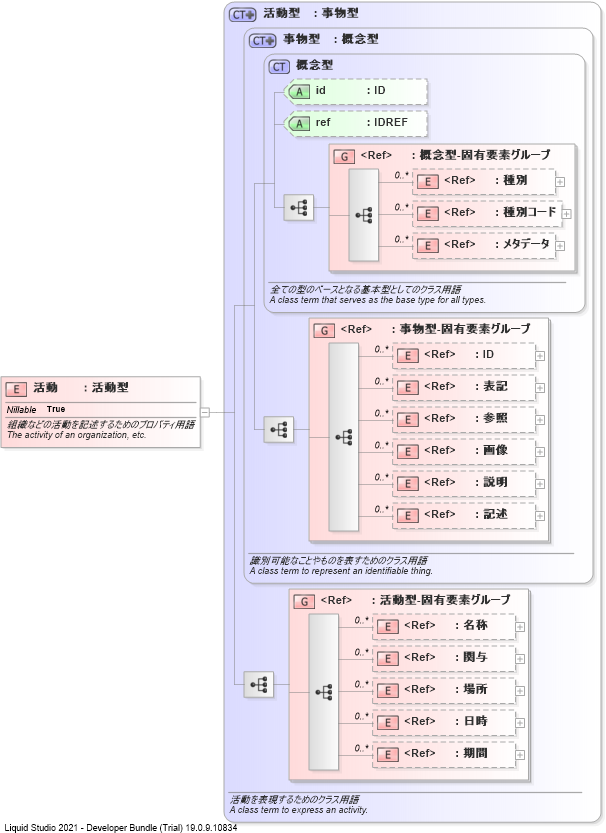 CT 活動型 : 事物型
CT 事物型 : 概念型
CT 概念型
A id : ID
A ref : IDREF
G <Ref> : 概念型-固有要素グループ
0..* E <Ref> : 種別
0..* E <Ref> : 種別コード
0..* E <Ref> : メタデータ
全ての型のベースとなる基本型としてのクラス用語
A class term that serves as the base type for all types.
G <Ref> : 事物型-固有要素グループ
0..* E <Ref> : ID
0..* E <Ref> : 表記
0..* E <Ref> : 参照
0..* E <Ref> : 画像
0..* E <Ref> : 説明
0..* E <Ref> : 記述
識別可能なことやものを表すためのクラス用語
A class term to represent an identifiable thing.
E 活動 : 活動型
Nillable True
組織などの活動を記述するためのプロパティ用語
The activity of an organization, etc.
G <Ref> : 活動型-固有要素グループ
0..* E <Ref> : 名称
0..* E <Ref> : 関与
0..* E <Ref> : 場所
0..* E <Ref> : 日時
0..* E <Ref> : 期間
活動を表現するためのクラス用語
A class term to express an activity.
Liquid Studio 2021 - Developer Bundle (Trial) 19.0.9.10834